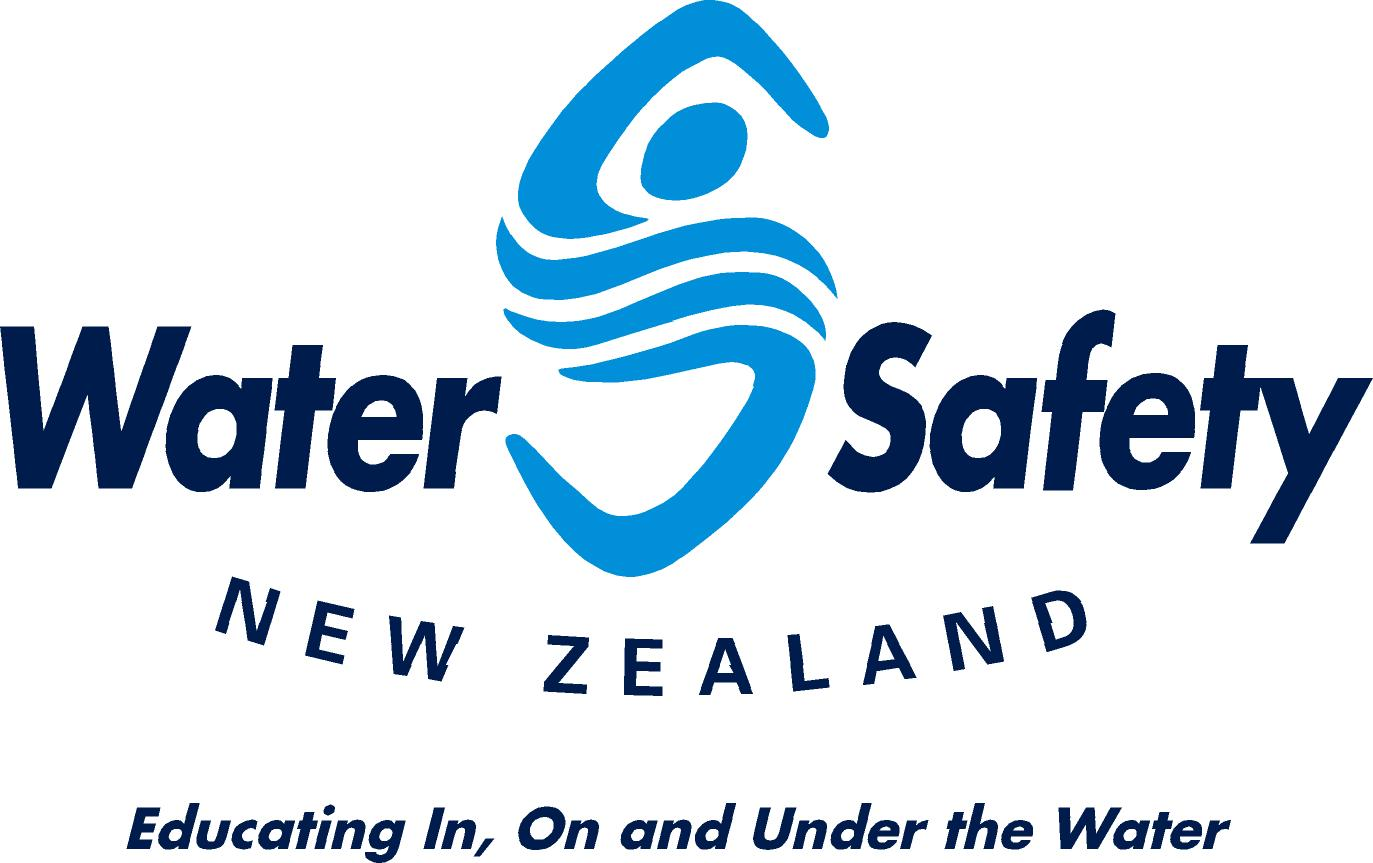 Water Safety
NEW ZEALAND
Educating In, On and Under the Water